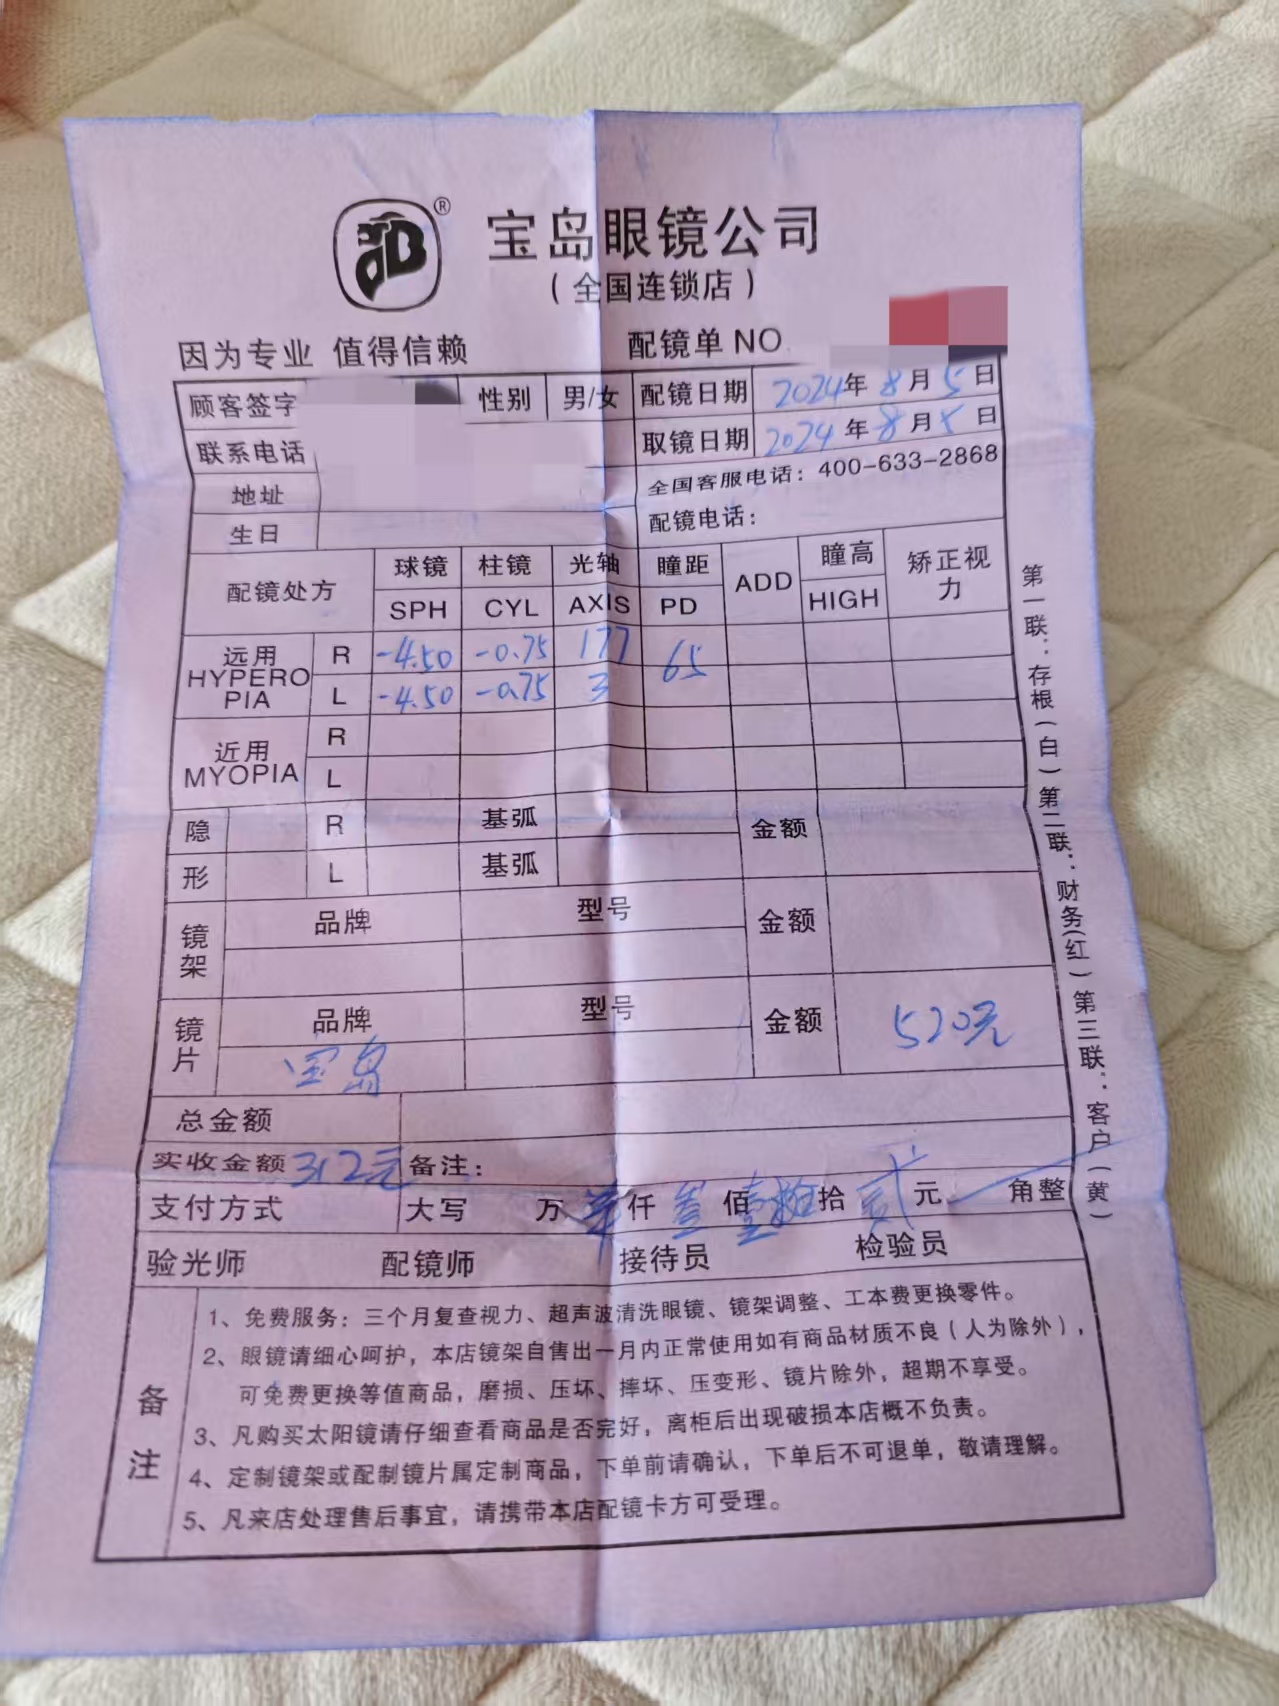 宝岛眼镜公司
（全国连锁店）
因为专业 值得信赖
配镜单 NO
顾客签字 性别 男/女 配镜日期 2024年8月5日
联系电话 取镜日期 2024年8月5日
地址 全国客服电话：400-633-2868
生日 配镜电话：
配镜处方 球镜 柱镜 光轴 瞳距 ADD 瞳高 矫正视力
SPH CYL AXIS PD HIGH
远用 HYPEROPIA R -4.50 -0.75 177 65
L -4.50 -0.75 3
近用 MYOPIA R
L
隐形 R 基弧 金额
L 基弧
镜架 品牌 型号 金额
镜片 品牌 型号 金额 520元
宝岛
总金额
实收金额 312元 备注：
支付方式 大写 万 仟 叁 佰 壹拾 拾 贰 元 角整
验光师 配镜师 接待员 检验员
备注
1、免费服务：三个月复查视力、超声波清洗眼镜、镜架调整、工本费更换零件。
2、眼镜请细心呵护，本店镜架自售出一月内正常使用如有商品材质不良（人为除外），
可免费更换等值商品，磨损、压坏、摔坏、压变形、镜片除外，超期不享受。
3、凡购买太阳镜请仔细查看商品是否完好，离柜后出现破损本店概不负责。
4、定制镜架或配制镜片属定制商品，下单前请确认，下单后不可退单，敬请理解。
5、凡来店处理售后事宜，请携带本店配镜卡方可受理。
第一联：存根（白）第二联：财务(红）第三联：客户（黄）